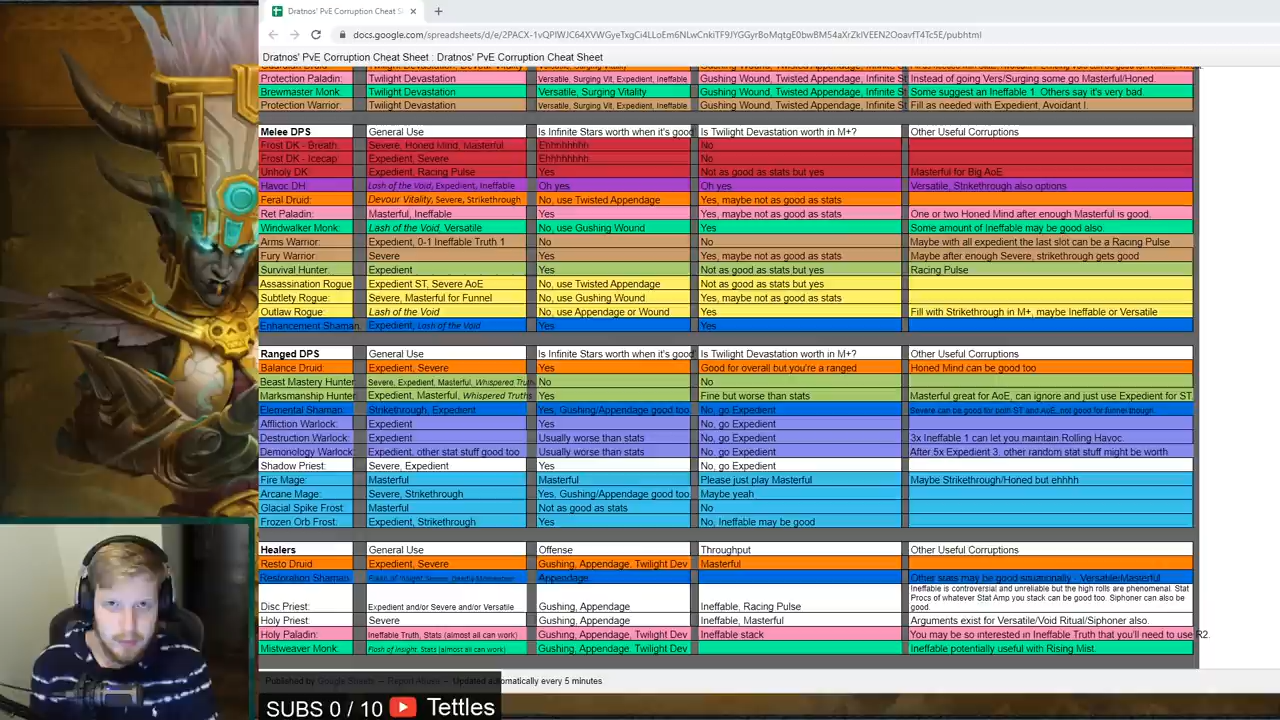 Dratnos' PvE Corruption Cheat S
docs.google.com/spreadsheets/d/e/2PACX-1vQPlWJC64XVWGyeTxgCi4LLoEm6NLwCnkiTF9JYGGyrBoMqtgE0bwBM54aXrZkIVEEN2OoavfT4Tc5E/pubhtml
Dratnos' PvE Corruption Cheat Sheet : Dratnos' PvE Corruption Cheat Sheet
Protection Paladin: Twilight Devastation Versatile, Surging Vit, Expedient, Ineffable Gushing Wound, Twisted Appendage, Infinite St Instead of going Vers/Surging some go Masterful/Honed.
Brewmaster Monk: Twilight Devastation Versatile, Surging Vitality Gushing Wound, Twisted Appendage, Infinite St Some suggest an Ineffable 1. Others say it's very bad.
Protection Warrior: Twilight Devastation Versatile, Surging Vit, Expedient, Ineffable Gushing Wound, Twisted Appendage, Infinite St Fill as needed with Expedient, Avoidant I.
Melee DPS General Use Is Infinite Stars worth when it's good Is Twilight Devastation worth in M+? Other Useful Corruptions
Frost DK - Breath: Severe, Honed Mind, Masterful Ehhhhhhhh No
Frost DK - Icecap: Expedient, Severe Ehhhhhhhh No
Unholy DK: Expedient, Racing Pulse Yes Not as good as stats but yes Masterful for Big AoE
Havoc DH: Lash of the Void, Expedient, Ineffable Oh yes Oh yes Versatile, Strikethrough also options
Feral Druid: Devour Vitality, Severe, Strikethrough No, use Twisted Appendage Yes, maybe not as good as stats
Ret Paladin: Masterful, Ineffable Yes Yes, maybe not as good as stats One or two Honed Mind after enough Masterful is good.
Windwalker Monk: Lash of the Void, Versatile No, use Gushing Wound Yes Some amount of Ineffable may be good also.
Arms Warrior: Expedient, 0-1 Ineffable Truth 1 No No Maybe with all expedient the last slot can be a Racing Pulse
Fury Warrior Severe Yes Yes, maybe not as good as stats Maybe after enough Severe, strikethrough gets good
Survival Hunter: Expedient Yes Not as good as stats but yes Racing Pulse
Assassination Rogue: Expedient ST, Severe AoE No, use Twisted Appendage Not as good as stats but yes
Subtlety Rogue: Severe, Masterful for Funnel No, use Gushing Wound Yes, maybe not as good as stats
Outlaw Rogue Lash of the Void No, use Appendage or Wound Yes Fill with Strikethrough in M+, maybe Ineffable or Versatile
Enhancement Shaman: Expedient, Lash of the Void Yes Yes
Ranged DPS General Use Is Infinite Stars worth when it's good Is Twilight Devastation worth in M+? Other Useful Corruptions
Balance Druid: Expedient, Severe Yes Good for overall but you're a ranged Honed Mind can be good too
Beast Mastery Hunter Severe, Expedient, Masterful, Whispered Truth No No
Marksmanship Hunter: Expedient, Masterful, Whispered Truths Yes Fine but worse than stats Masterful great for AoE, can ignore and just use Expedient for ST.
Elemental Shaman: Strikethrough, Expedient Yes, Gushing/Appendage good too. No, go Expedient Severe can be good for both ST and AoE, not good for funnel though.
Affliction Warlock: Expedient Yes No, go Expedient
Destruction Warlock: Expedient Usually worse than stats No, go Expedient 3x Ineffable 1 can let you maintain Rolling Havoc.
Demonology Warlock: Expedient, other stat stuff good too Usually worse than stats No, go Expedient After 5x Expedient 3, other random stat stuff might be worth
Shadow Priest: Severe, Expedient Yes No, go Expedient
Fire Mage: Masterful Masterful Please just play Masterful Maybe Strikethrough/Honed but ehhhh
Arcane Mage: Severe, Strikethrough Yes, Gushing/Appendage good too Maybe yeah
Glacial Spike Frost: Masterful Not as good as stats No
Frozen Orb Frost: Expedient, Strikethrough Yes No, Ineffable may be good
Healers General Use Offense Throughput Other Useful Corruptions
Resto Druid Expedient, Severe Gushing, Appendage, Twilight Dev Masterful
Restoration Shaman: Appendage. Other stats may be good situationally - Versatile/Masterful
Disc Priest: Expedient and/or Severe and/or Versatile Gushing, Appendage Ineffable, Racing Pulse Ineffable is controversial and unreliable but the high rolls are phenomenal. Stat Procs of whatever Stat Amp you stack can be good too. Siphoner can also be good.
Holy Priest: Severe Gushing, Appendage Ineffable, Masterful Arguments exist for Versatile/Void Ritual/Siphoner also.
Holy Paladin: Ineffable Truth, Stats (almost all can work) Gushing, Appendage, Twilight Dev Ineffable stack You may be so interested in Ineffable Truth that you'll need to use R2.
Mistweaver Monk: Flash of Insight, Stats (almost all can work) Gushing, Appendage, Twilight Dev Ineffable potentially useful with Rising Mist.
Published by Google Sheets – Report Abuse – Updated automatically every 5 minutes
SUBS 0 / 10 Tettles